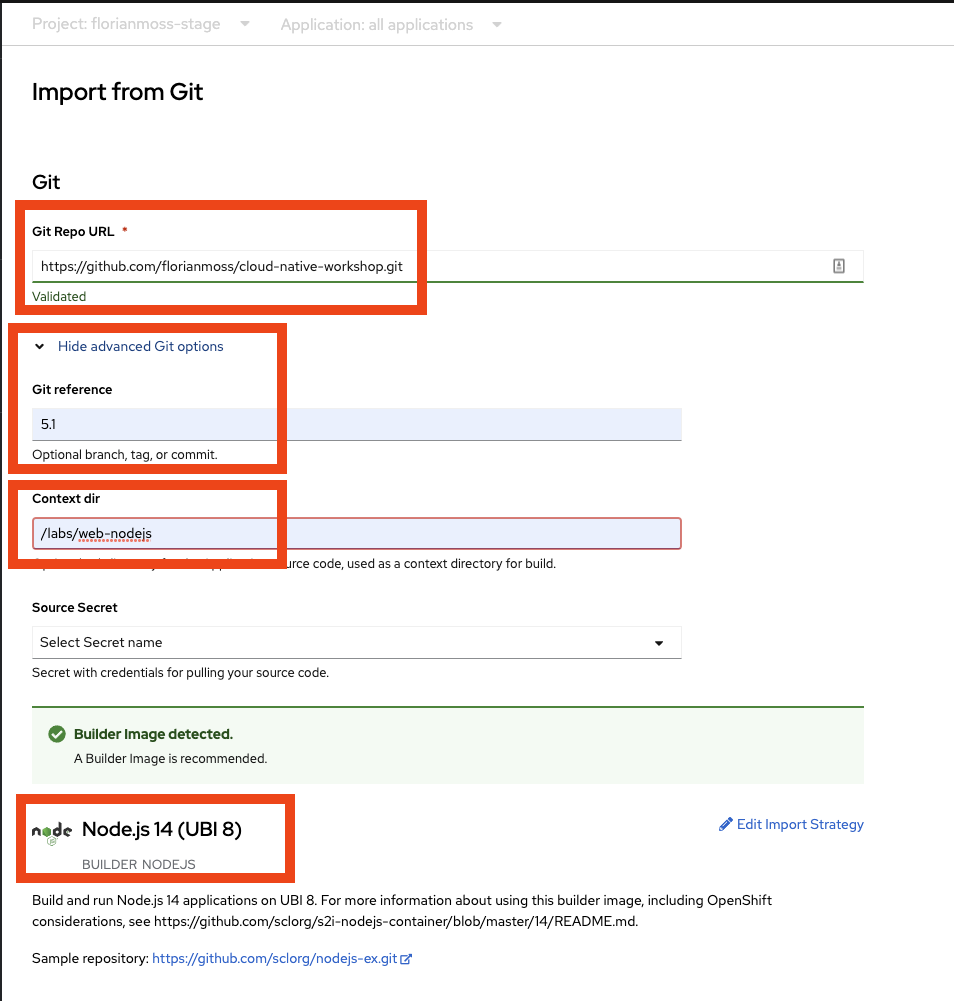 Project: florianmoss-stage
Application: all applications
Import from Git
Git
Git Repo URL *
https://github.com/florianmoss/cloud-native-workshop.git
Validated
Hide advanced Git options
Git reference
5.1
Optional branch, tag, or commit.
Context dir
/labs/web-nodejs
source code, used as a context directory for build.
Source Secret
Select Secret name
Secret with credentials for pulling your source code.
Builder Image detected.
A Builder Image is recommended.
node
JS
Node.js 14 (UBI 8)
Edit Import Strategy
BUILDER NODEJS
Build and run Node.js 14 applications on UBI 8. For more information about using this builder image, including OpenShift
considerations, see https://github.com/sclorg/s2i-nodejs-container/blob/master/14/README.md.
Sample repository: https://github.com/sclorg/nodejs-ex.git